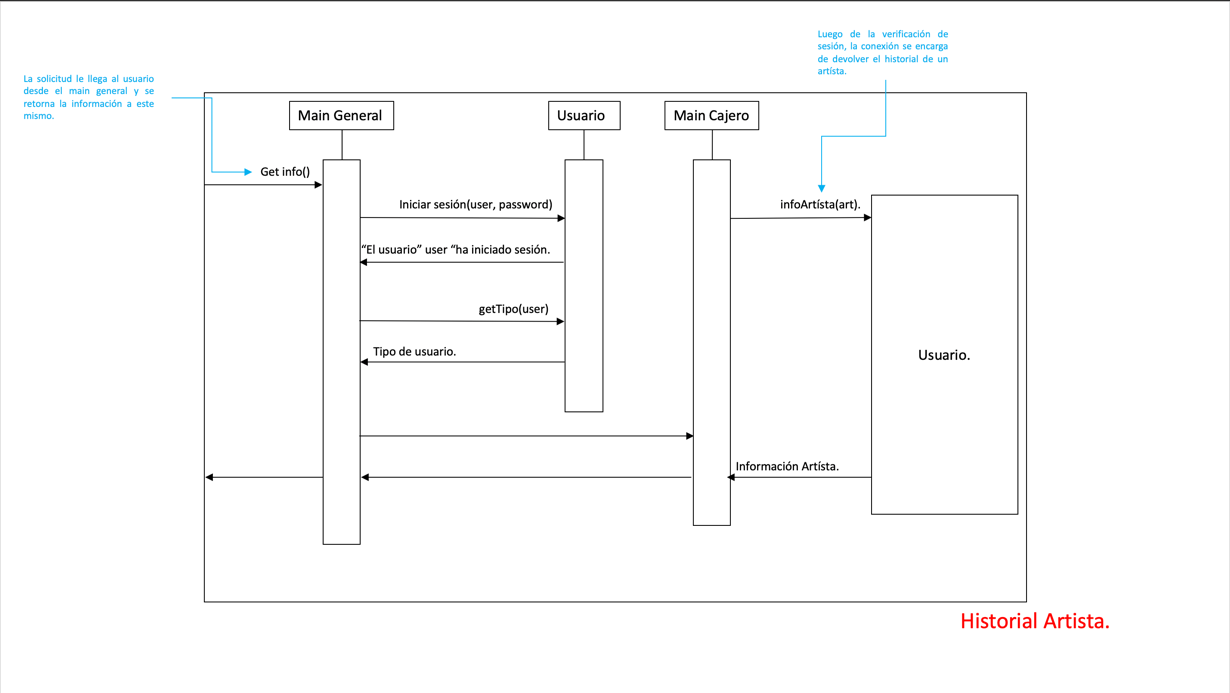 Luego de la verificación de
sesión, la conexión se encarga
de devolver el historial de un
artísta.
La solicitud le llega al usuario
desde el main general y se
retorna la información a este
mismo.
Main General
Usuario
Main Cajero
Get info()
Iniciar sesión(user, password)
infoArtísta(art).
“El usuario” user “ha iniciado sesión.
getTipo(user)
Tipo de usuario.
Usuario.
Información Artísta.
Historial Artista.